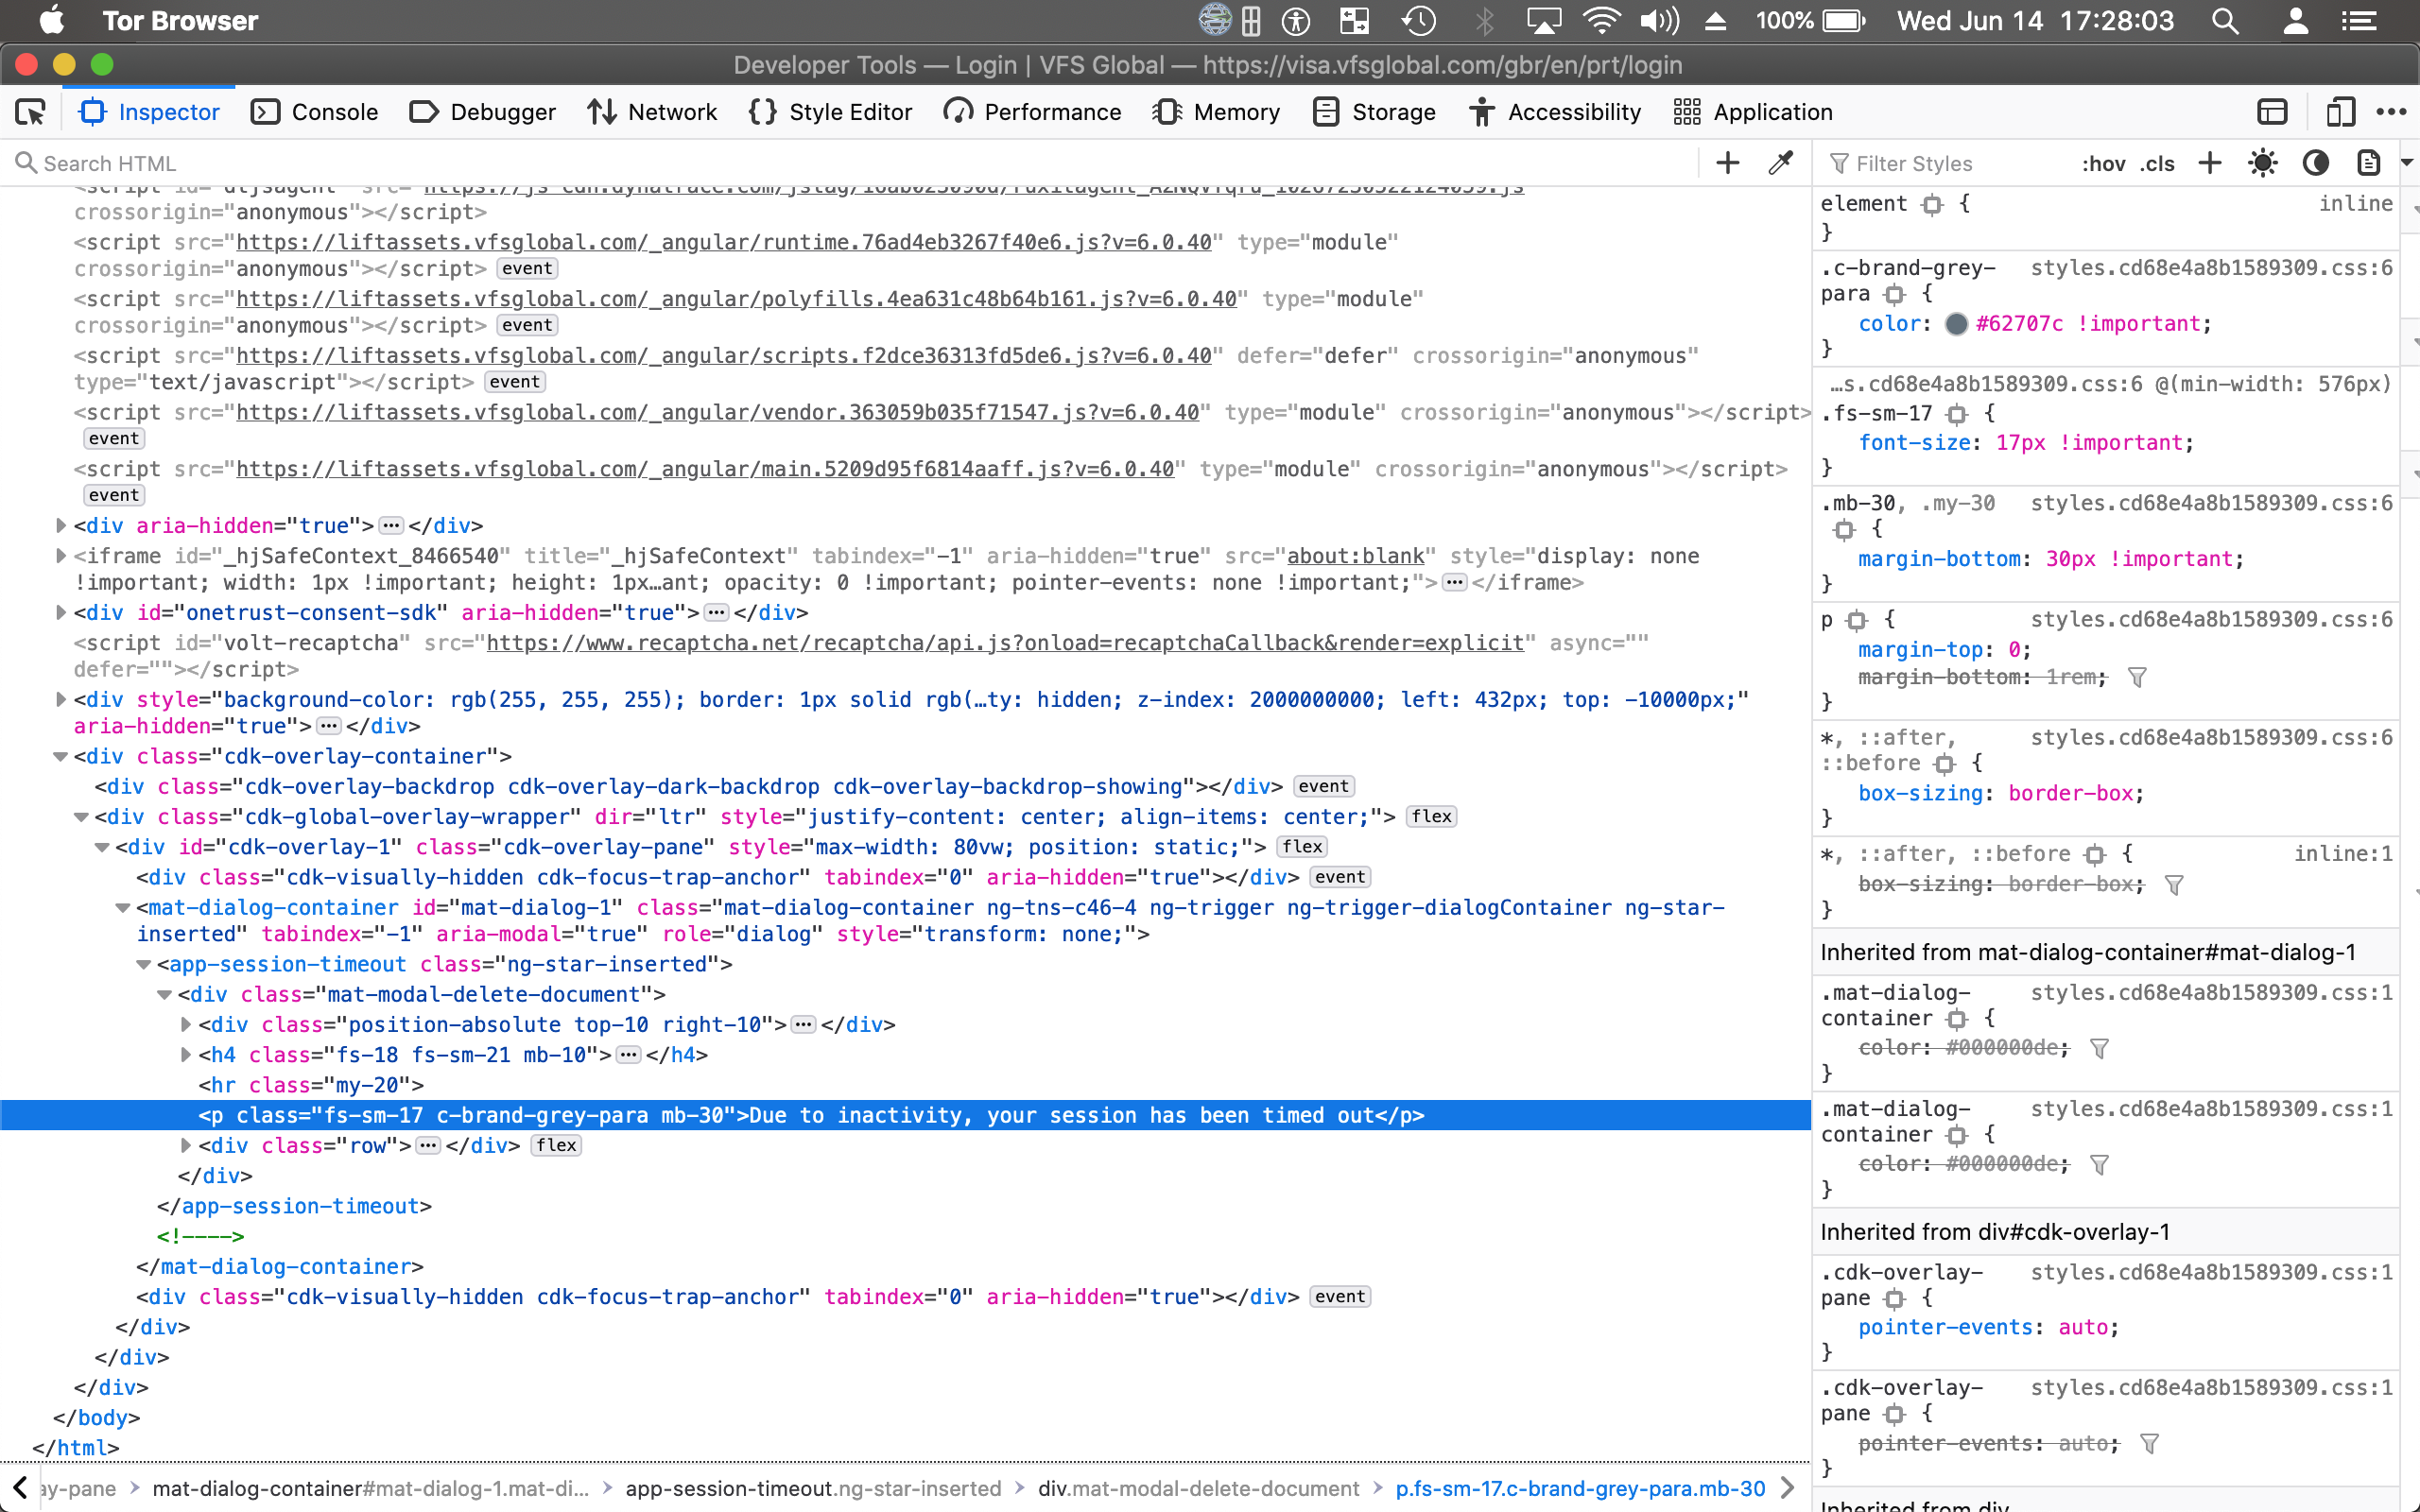 Tor Browser
100%
Wed Jun 14 17:28:03
Developer Tools — Login | VFS Global — https://visa.vfsglobal.com/gbr/en/prt/login
Inspector
Console
Debugger
Network
Style Editor
Performance
Memory
Storage
Accessibility
Application
Search HTML
crossorigin="anonymous"></script>
<script src="https://liftassets.vfsglobal.com/_angular/runtime.76ad4eb3267f40e6.js?v=6.0.40" type="module"
crossorigin="anonymous"></script> event
<script src="https://liftassets.vfsglobal.com/_angular/polyfills.4ea631c48b64b161.js?v=6.0.40" type="module"
crossorigin="anonymous"></script> event
<script src="https://liftassets.vfsglobal.com/_angular/scripts.f2dce36313fd5de6.js?v=6.0.40" defer="defer" crossorigin="anonymous"
type="text/javascript"></script> event
<script src="https://liftassets.vfsglobal.com/_angular/vendor.363059b035f71547.js?v=6.0.40" type="module" crossorigin="anonymous"></script>
event
<script src="https://liftassets.vfsglobal.com/_angular/main.5209d95f6814aaff.js?v=6.0.40" type="module" crossorigin="anonymous"></script>
event
<div aria-hidden="true">…</div>
<iframe id="_hjSafeContext_8466540" title="_hjSafeContext" tabindex="-1" aria-hidden="true" src="about:blank" style="display: none
!important; width: 1px !important; height: 1px…ant; opacity: 0 !important; pointer-events: none !important;">…</iframe>
<div id="onetrust-consent-sdk" aria-hidden="true">…</div>
<script id="volt-recaptcha" src="https://www.recaptcha.net/recaptcha/api.js?onload=recaptchaCallback&render=explicit" async=""
defer=""></script>
<div style="background-color: rgb(255, 255, 255); border: 1px solid rgb(…ty: hidden; z-index: 2000000000; left: 432px; top: -10000px;"
aria-hidden="true">…</div>
<div class="cdk-overlay-container">
<div class="cdk-overlay-backdrop cdk-overlay-dark-backdrop cdk-overlay-backdrop-showing"></div> event
<div class="cdk-global-overlay-wrapper" dir="ltr" style="justify-content: center; align-items: center;"> flex
<div id="cdk-overlay-1" class="cdk-overlay-pane" style="max-width: 80vw; position: static;"> flex
<div class="cdk-visually-hidden cdk-focus-trap-anchor" tabindex="0" aria-hidden="true"></div> event
<mat-dialog-container id="mat-dialog-1" class="mat-dialog-container ng-tns-c46-4 ng-trigger ng-trigger-dialogContainer ng-star-
inserted" tabindex="-1" aria-modal="true" role="dialog" style="transform: none;">
<app-session-timeout class="ng-star-inserted">
<div class="mat-modal-delete-document">
<div class="position-absolute top-10 right-10">…</div>
<h4 class="fs-18 fs-sm-21 mb-10">…</h4>
<hr class="my-20">
<p class="fs-sm-17 c-brand-grey-para mb-30">Due to inactivity, your session has been timed out</p>
<div class="row">…</div> flex
</div>
</app-session-timeout>
<!---->
</mat-dialog-container>
<div class="cdk-visually-hidden cdk-focus-trap-anchor" tabindex="0" aria-hidden="true"></div> event
</div>
</div>
</div>
</body>
</html>
ay-pane
mat-dialog-container#mat-dialog-1.mat-di…
app-session-timeout.ng-star-inserted
div.mat-modal-delete-document
p.fs-sm-17.c-brand-grey-para.mb-30
Filter Styles
:hov .cls
element { inline
}
.c-brand-grey- styles.cd68e4a8b1589309.css:6
para {
color: #62707c !important;
}
…s.cd68e4a8b1589309.css:6 @(min-width: 576px)
.fs-sm-17 {
font-size: 17px !important;
}
.mb-30, .my-30 styles.cd68e4a8b1589309.css:6
{
margin-bottom: 30px !important;
}
p { styles.cd68e4a8b1589309.css:6
margin-top: 0;
margin-bottom: 1rem;
}
*, ::after, styles.cd68e4a8b1589309.css:6
::before {
box-sizing: border-box;
}
*, ::after, ::before { inline:1
box-sizing: border-box;
}
Inherited from mat-dialog-container#mat-dialog-1
.mat-dialog- styles.cd68e4a8b1589309.css:1
container {
color: #000000de;
}
.mat-dialog- styles.cd68e4a8b1589309.css:1
container {
color: #000000de;
}
Inherited from div#cdk-overlay-1
.cdk-overlay- styles.cd68e4a8b1589309.css:1
pane {
pointer-events: auto;
}
.cdk-overlay- styles.cd68e4a8b1589309.css:1
pane {
pointer-events: auto;
}
Inherited from div